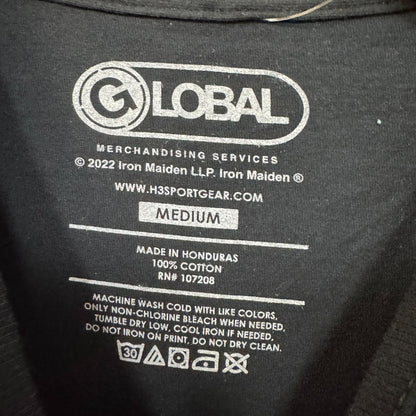 GLOBAL
MERCHANDISING SERVICES
© 2022 Iron Maiden LLP. Iron Maiden ®
WWW.H3SPORTGEAR.COM
MEDIUM
MADE IN HONDURAS
100% COTTON
RN# 107208
MACHINE WASH COLD WITH LIKE COLORS,
ONLY NON-CHLORINE BLEACH WHEN NEEDED,
TUMBLE DRY LOW, COOL IRON IF NEEDED,
DO NOT IRON ON PRINT. DO NOT DRY CLEAN.
30